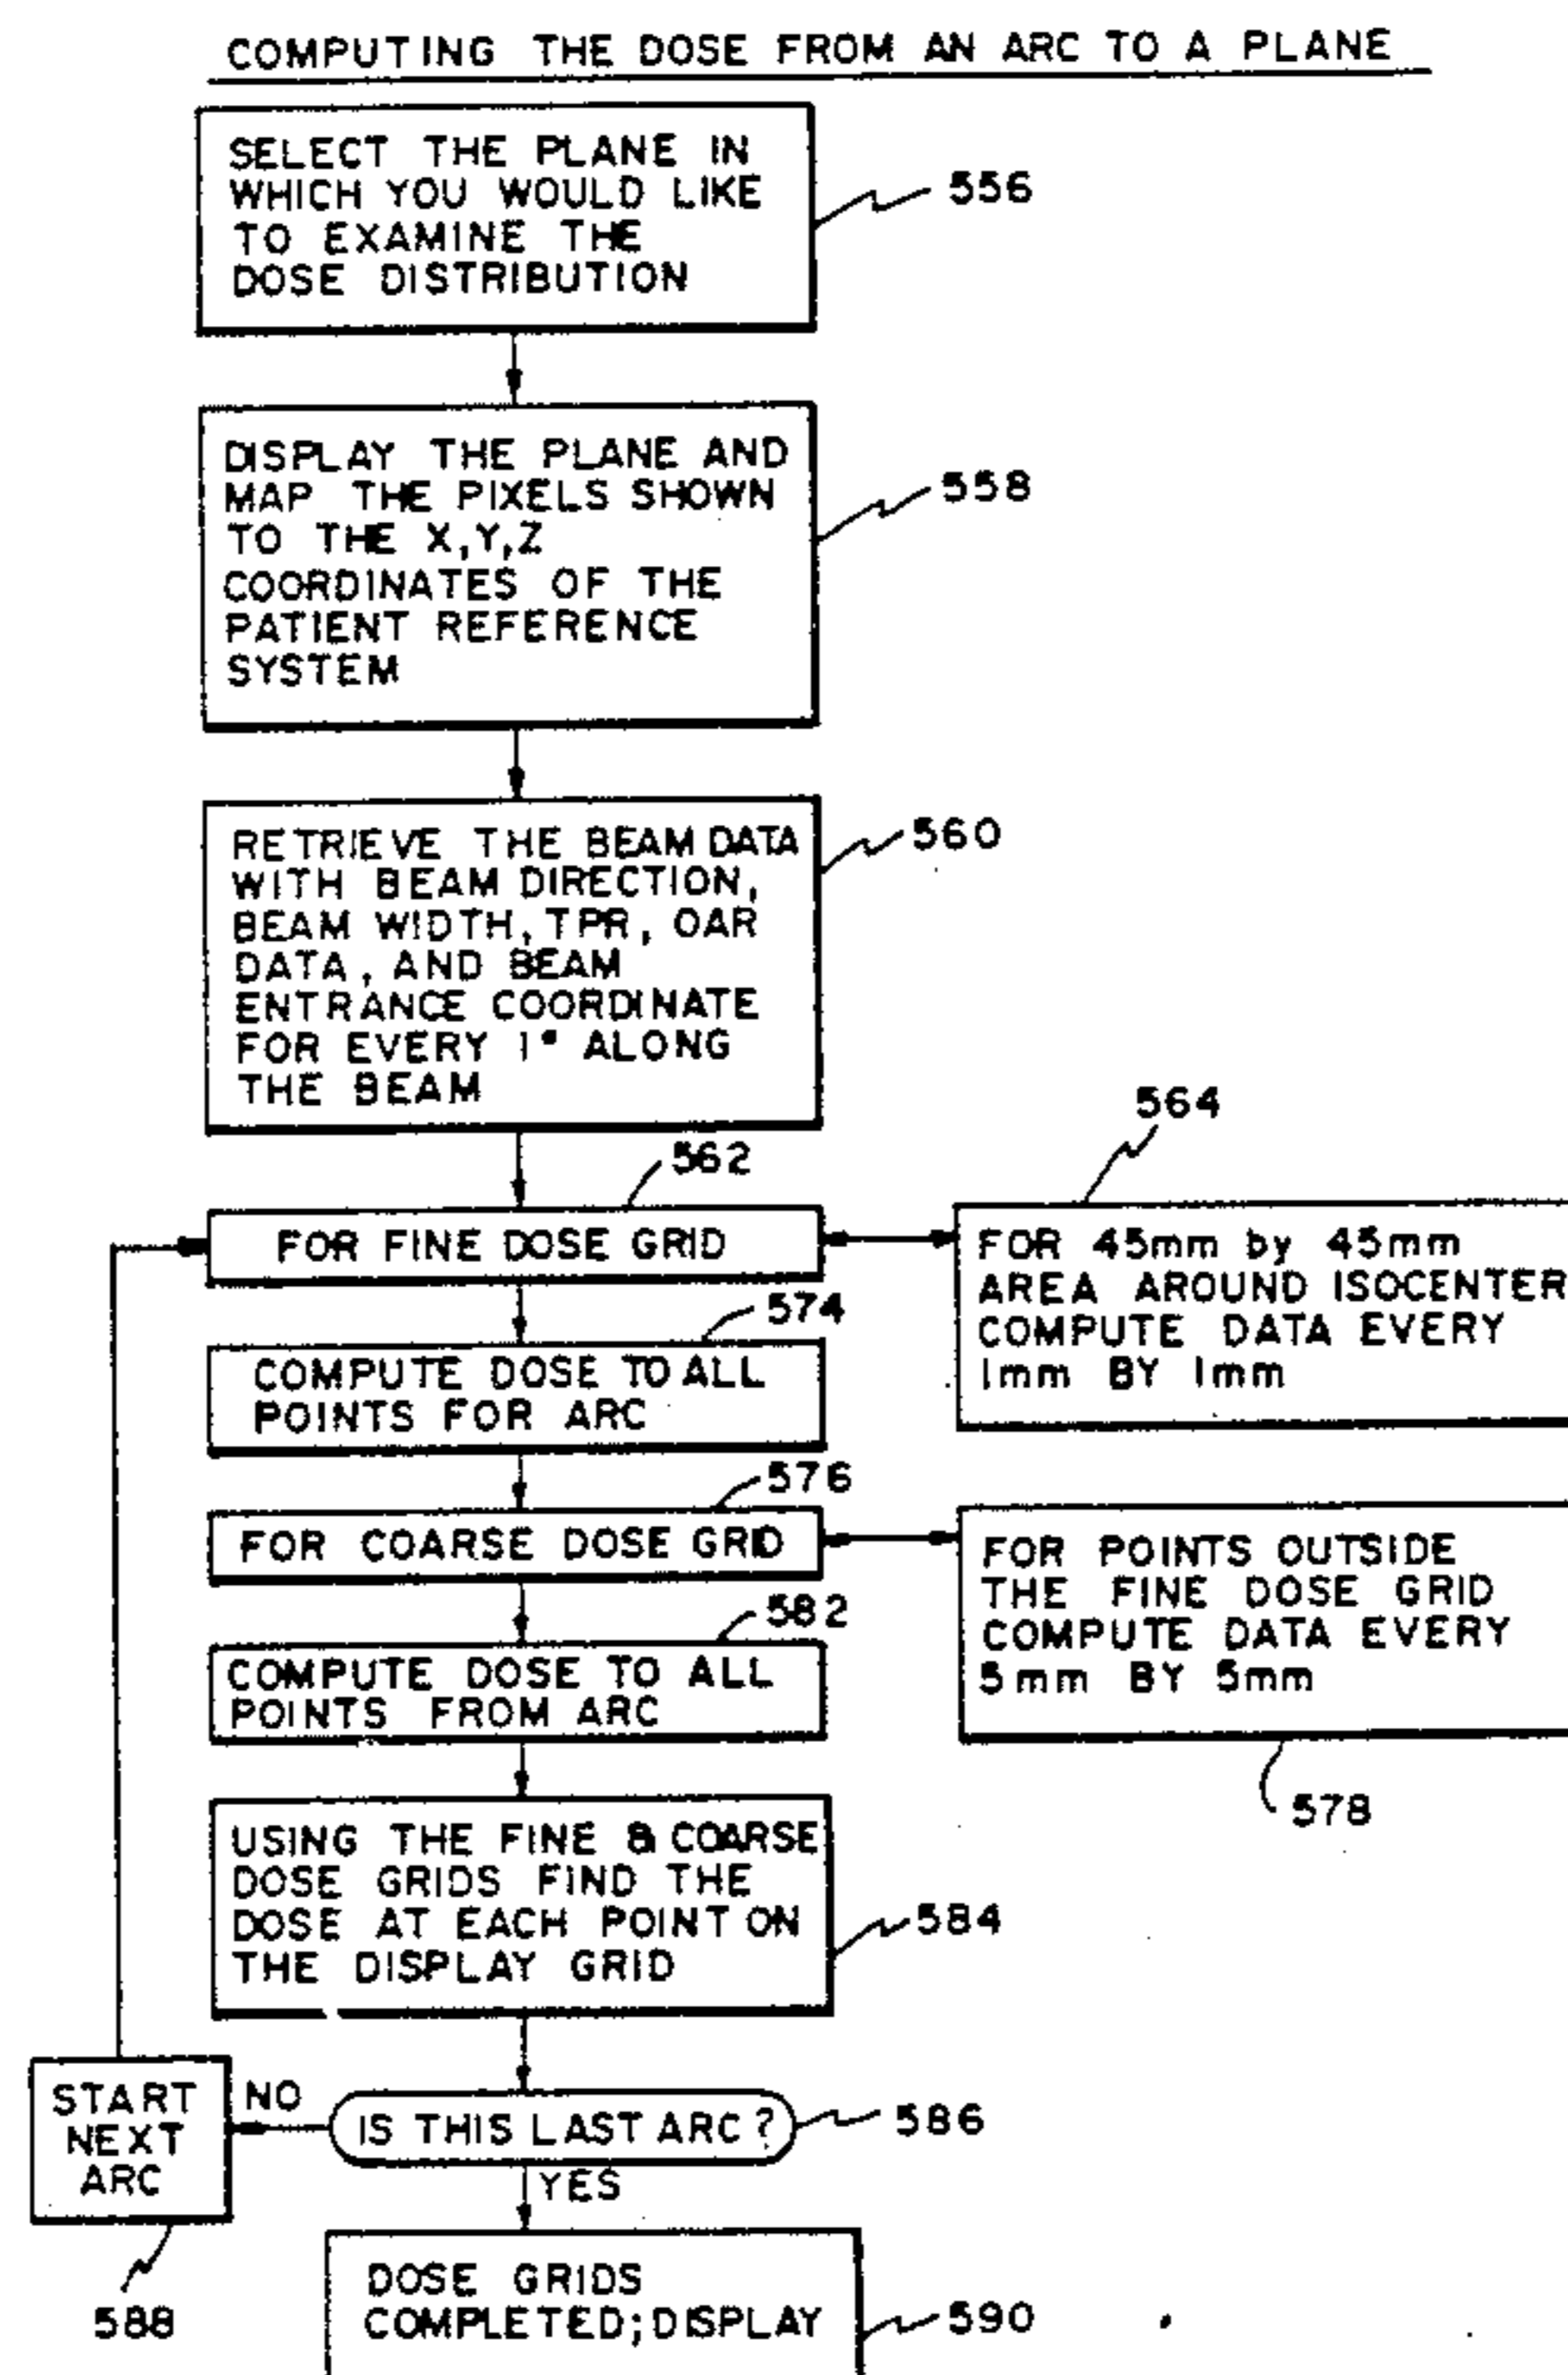 COMPUTING THE DOSE FROM AN ARC TO A PLANE
SELECT THE PLANE IN
WHICH YOU WOULD LIKE
TO EXAMINE THE
DOSE DISTRIBUTION
556
DISPLAY THE PLANE AND
MAP THE PIXELS SHOWN
TO THE X,Y,Z
COORDINATES OF THE
PATIENT REFERENCE
SYSTEM
558
RETRIEVE THE BEAM DATA
WITH BEAM DIRECTION,
BEAM WIDTH, TPR, OAR
DATA, AND BEAM
ENTRANCE COORDINATE
FOR EVERY 1° ALONG
THE BEAM
560
562
FOR FINE DOSE GRID
564
FOR 45mm by 45mm
AREA AROUND ISOCENTER
COMPUTE DATA EVERY
1mm BY 1mm
574
COMPUTE DOSE TO ALL
POINTS FOR ARC
576
FOR COARSE DOSE GRID
FOR POINTS OUTSIDE
THE FINE DOSE GRID
COMPUTE DATA EVERY
5mm BY 5mm
578
582
COMPUTE DOSE TO ALL
POINTS FROM ARC
USING THE FINE & COARSE
DOSE GRIDS FIND THE
DOSE AT EACH POINT ON
THE DISPLAY GRID
584
IS THIS LAST ARC?
586
NO
START
NEXT
ARC
588
YES
DOSE GRIDS
COMPLETED; DISPLAY
590